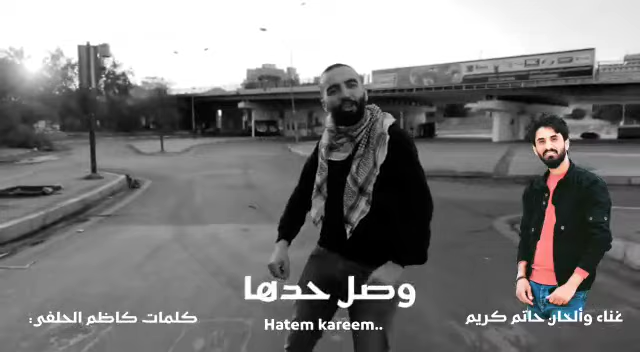 وصل حدها
Hatem kareem..
غناء وألحان حاتم كريم
كلمات كاظم الحلفي: